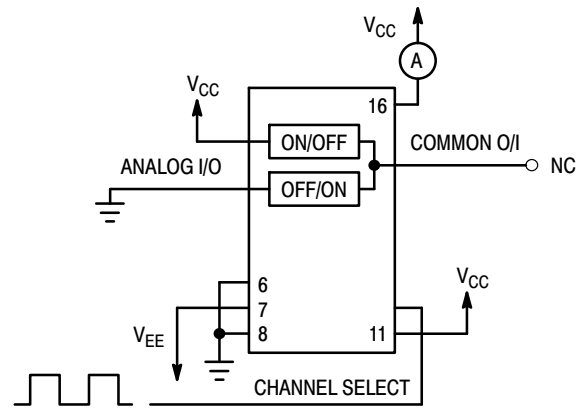 VCC
A
VCC
16
ON/OFF
COMMON O/I
ANALOG I/O
OFF/ON
NC
6
VCC
7
VEE
8
11
CHANNEL SELECT